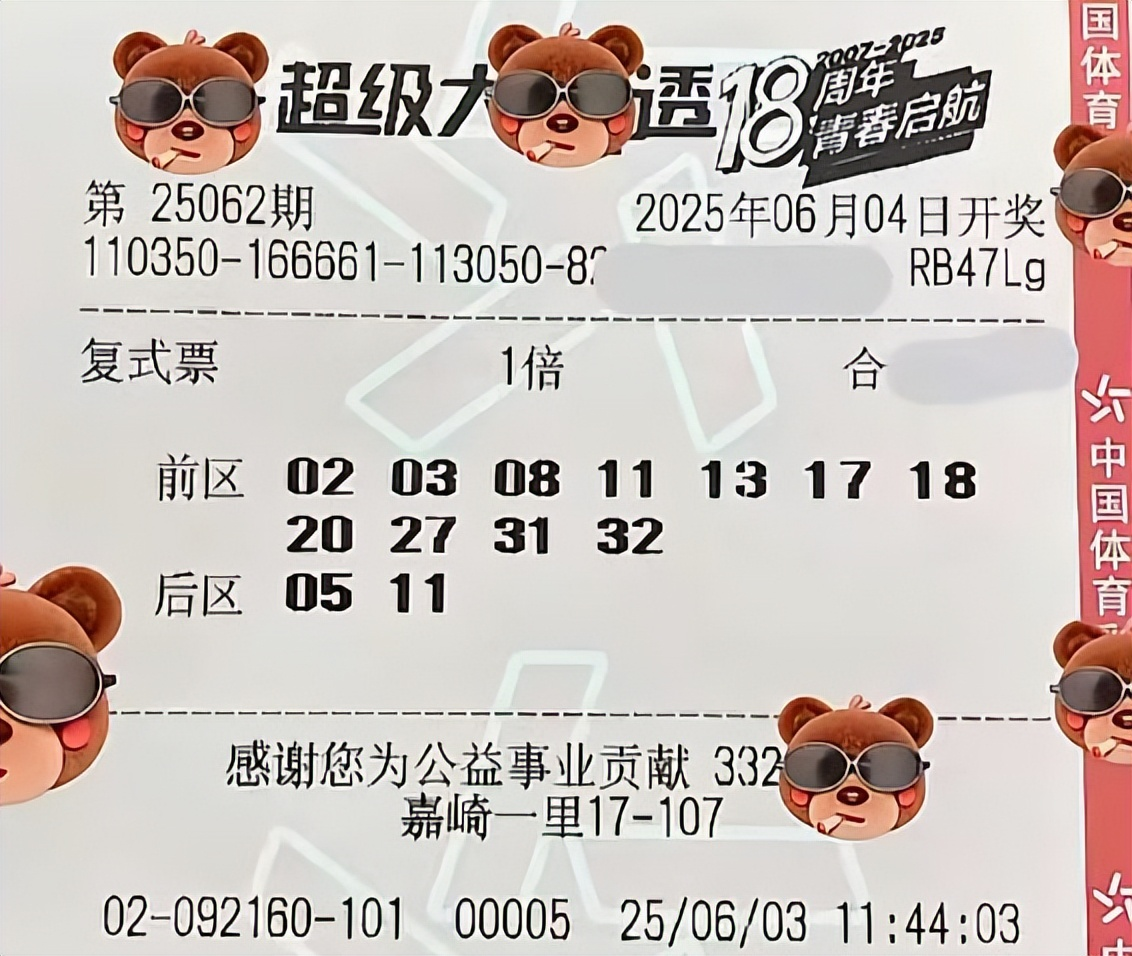 超级大 透 18周年 2007-2025
青春启航
第 25062期 2025年06月04日开奖
110350-166661-113050-82 RB47Lg
复式票 1倍 合
前区 02 03 08 11 13 17 18
20 27 31 32
后区 05 11
感谢您为公益事业贡献 332
嘉崎一里17-107
02-092160-101 00005 25/06/03 11:44:03
国体育
中国体育